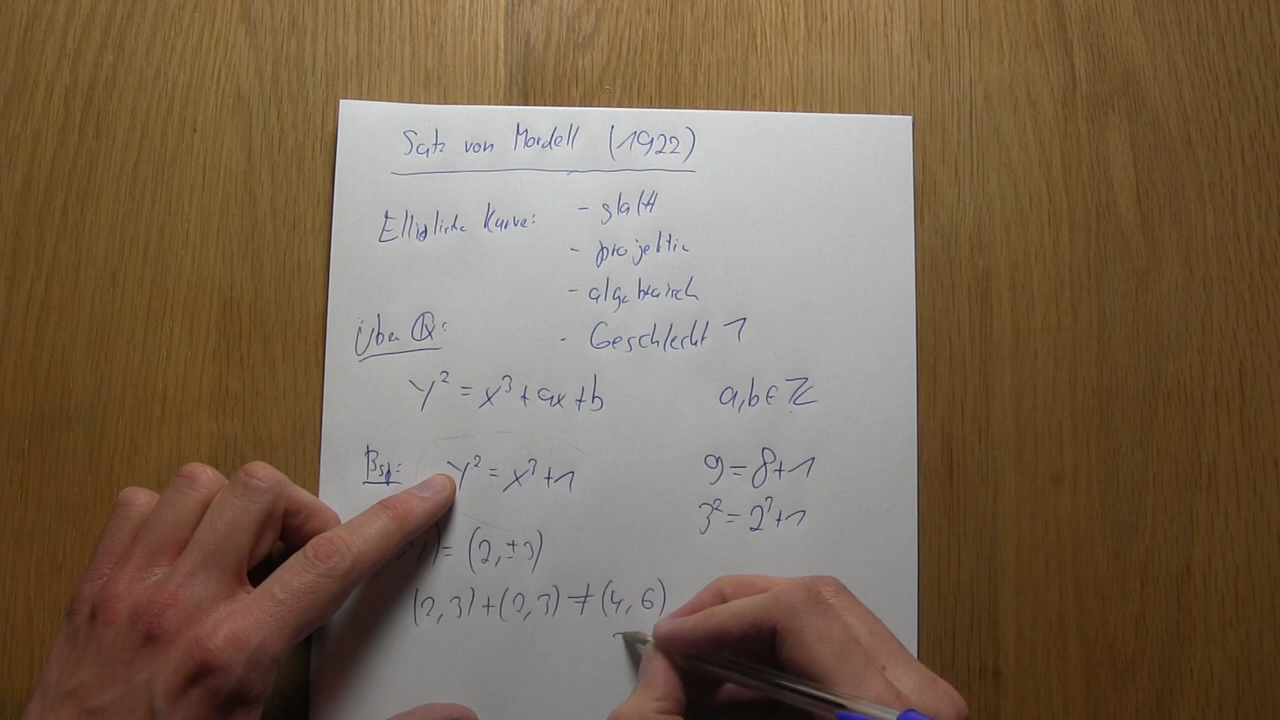 Satz von Mordell (1922)
Elliptische Kurve: - glatt
- projektiv
- algebraisch
- Geschlecht 1
Über ℚ:
y² = x³ + ax + b a,b ∈ ℤ
Bsp: y² = x³ + 1 9 = 8 + 1
3² = 2³ + 1
) = (2, ±3)
(2,3) + (2,3) ≠ (4,6)